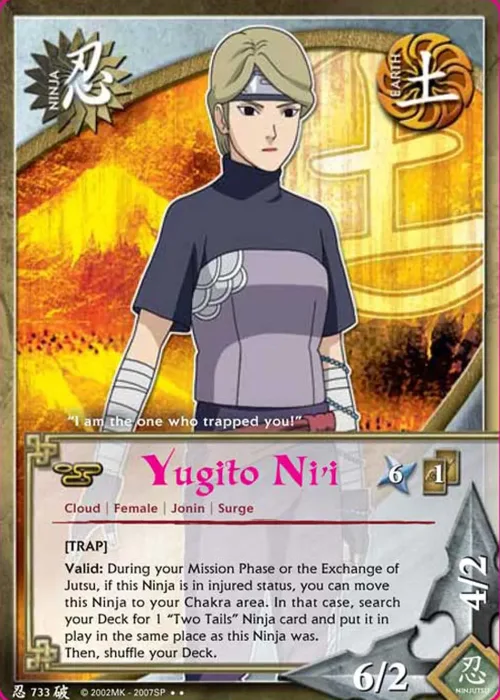 NINJA
忍
EARTH
土
"I am the one who trapped you!"
Yugito Ni'i
6
1
Cloud | Female | Jonin | Surge
[TRAP]
Valid: During your Mission Phase or the Exchange of
Jutsu, if this Ninja is in injured status, you can move
this Ninja to your Chakra area. In that case, search
your Deck for 1 "Two Tails" Ninja card and put it in
play in the same place as this Ninja was.
Then, shuffle your Deck.
4/2
6/2
忍
NINJUTSU
忍 733 破 © 2002MK - 2007SP